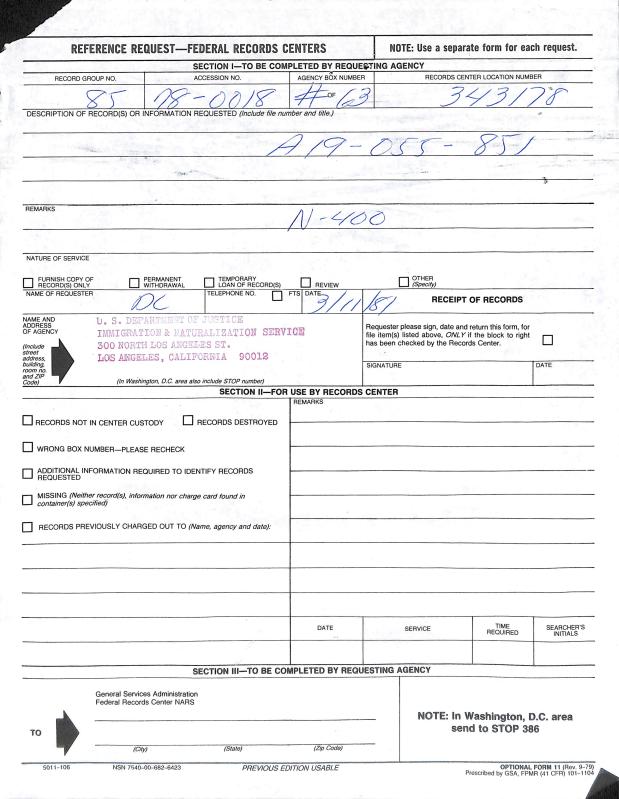 REFERENCE REQUEST—FEDERAL RECORDS CENTERS
NOTE: Use a separate form for each request.
SECTION I—TO BE COMPLETED BY REQUESTING AGENCY
RECORD GROUP NO. ACCESSION NO. AGENCY BOX NUMBER RECORDS CENTER LOCATION NUMBER
85 78-0018 # OF 63 343178
DESCRIPTION OF RECORD(S) OR INFORMATION REQUESTED (Include file number and title.)
A19-055-851
REMARKS
N-400
NATURE OF SERVICE
FURNISH COPY OF RECORD(S) ONLY
PERMANENT WITHDRAWAL
TEMPORARY LOAN OF RECORD(S)
REVIEW
OTHER (Specify)
NAME OF REQUESTER
DC
TELEPHONE NO. FTS
DATE
3/11/81
RECEIPT OF RECORDS
NAME AND ADDRESS OF AGENCY
(Include street address, building, room no. and ZIP Code)
U. S. DEPARTMENT OF JUSTICE
IMMIGRATION & NATURALIZATION SERVICE
300 NORTH LOS ANGELES ST.
LOS ANGELES, CALIFORNIA 90012
(In Washington, D.C. area also include STOP number)
Requester please sign, date and return this form, for
file item(s) listed above, ONLY if the block to right
has been checked by the Records Center.
SIGNATURE DATE
SECTION II—FOR USE BY RECORDS CENTER
RECORDS NOT IN CENTER CUSTODY RECORDS DESTROYED
WRONG BOX NUMBER—PLEASE RECHECK
ADDITIONAL INFORMATION REQUIRED TO IDENTIFY RECORDS
REQUESTED
MISSING (Neither record(s), information nor charge card found in
container(s) specified)
RECORDS PREVIOUSLY CHARGED OUT TO (Name, agency and date):
REMARKS
DATE SERVICE TIME REQUIRED SEARCHER'S INITIALS
SECTION III—TO BE COMPLETED BY REQUESTING AGENCY
TO
General Services Administration
Federal Records Center NARS
(City) (State) (Zip Code)
NOTE: In Washington, D.C. area
send to STOP 386
5011-106 NSN 7540-00-682-6423 PREVIOUS EDITION USABLE OPTIONAL FORM 11 (Rev. 9-79)
Prescribed by GSA, FPMR (41 CFR) 101-1104